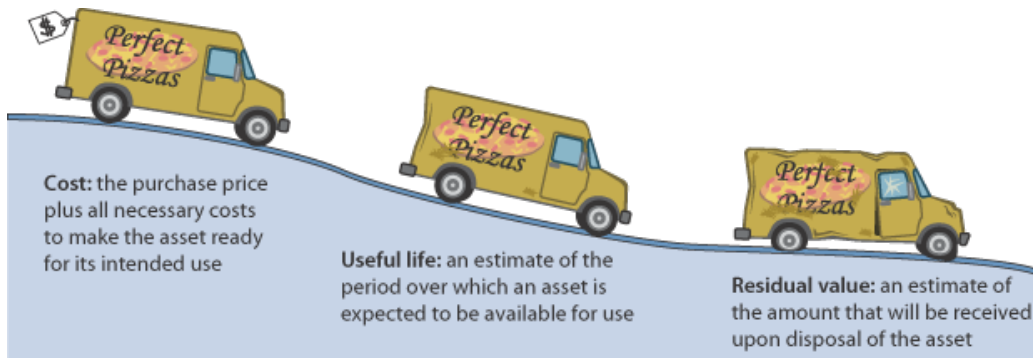 $
Perfect
Pizzas
Cost: the purchase price
plus all necessary costs
to make the asset ready
for its intended use
Perfect
Pizzas
Useful life: an estimate of the
period over which an asset is
expected to be available for use
Perfect
Pizzas
Residual value: an estimate of
the amount that will be received
upon disposal of the asset